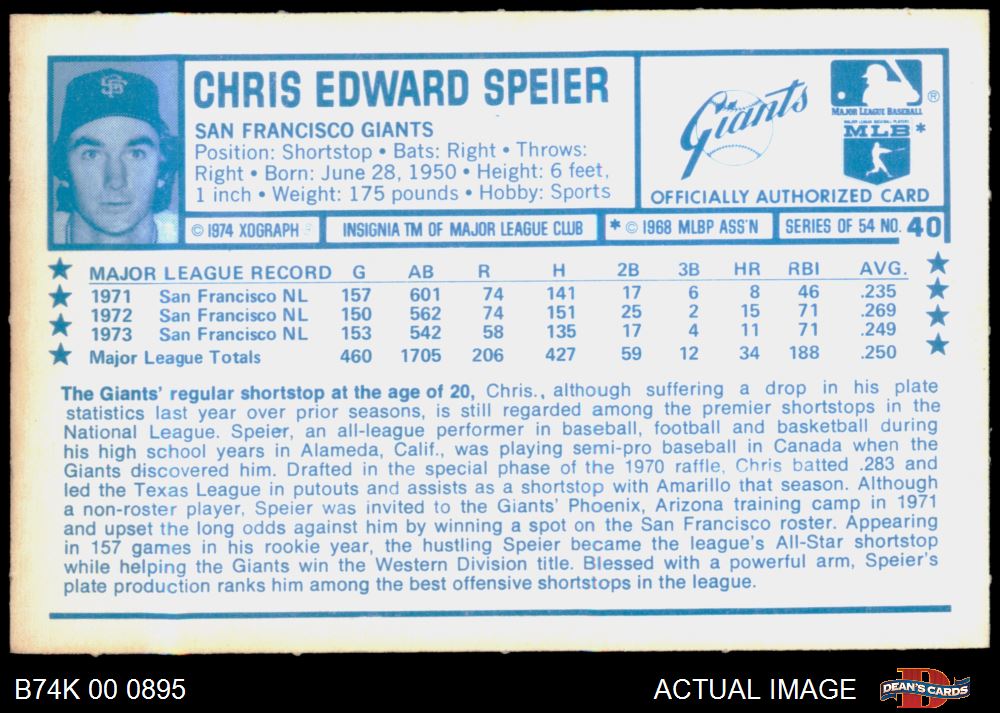 SF
CHRIS EDWARD SPEIER
SAN FRANCISCO GIANTS
Position: Shortstop • Bats: Right • Throws:
Right • Born: June 28, 1950 • Height: 6 feet,
1 inch • Weight: 175 pounds • Hobby: Sports
Giants
MAJOR LEAGUE BASEBALL ®
MAJOR LEAGUE BASEBALL PLAYERS
MLB *
OFFICIALLY AUTHORIZED CARD
© 1974 XOGRAPH
INSIGNIA TM OF MAJOR LEAGUE CLUB
* © 1968 MLBP ASS'N
SERIES OF 54 NO. 40
MAJOR LEAGUE RECORD G AB R H 2B 3B HR RBI AVG.
1971 San Francisco NL 157 601 74 141 17 6 8 46 .235
1972 San Francisco NL 150 562 74 151 25 2 15 71 .269
1973 San Francisco NL 153 542 58 135 17 4 11 71 .249
Major League Totals 460 1705 206 427 59 12 34 188 .250
The Giants' regular shortstop at the age of 20, Chris., although suffering a drop in his plate
statistics last year over prior seasons, is still regarded among the premier shortstops in the
National League. Speier, an all-league performer in baseball, football and basketball during
his high school years in Alameda, Calif., was playing semi-pro baseball in Canada when the
Giants discovered him. Drafted in the special phase of the 1970 raffle, Chris batted .283 and
led the Texas League in putouts and assists as a shortstop with Amarillo that season. Although
a non-roster player, Speier was invited to the Giants' Phoenix, Arizona training camp in 1971
and upset the long odds against him by winning a spot on the San Francisco roster. Appearing
in 157 games in his rookie year, the hustling Speier became the league's All-Star shortstop
while helping the Giants win the Western Division title. Blessed with a powerful arm, Speier's
plate production ranks him among the best offensive shortstops in the league.
B74K 00 0895
ACTUAL IMAGE
DEAN'S CARDS